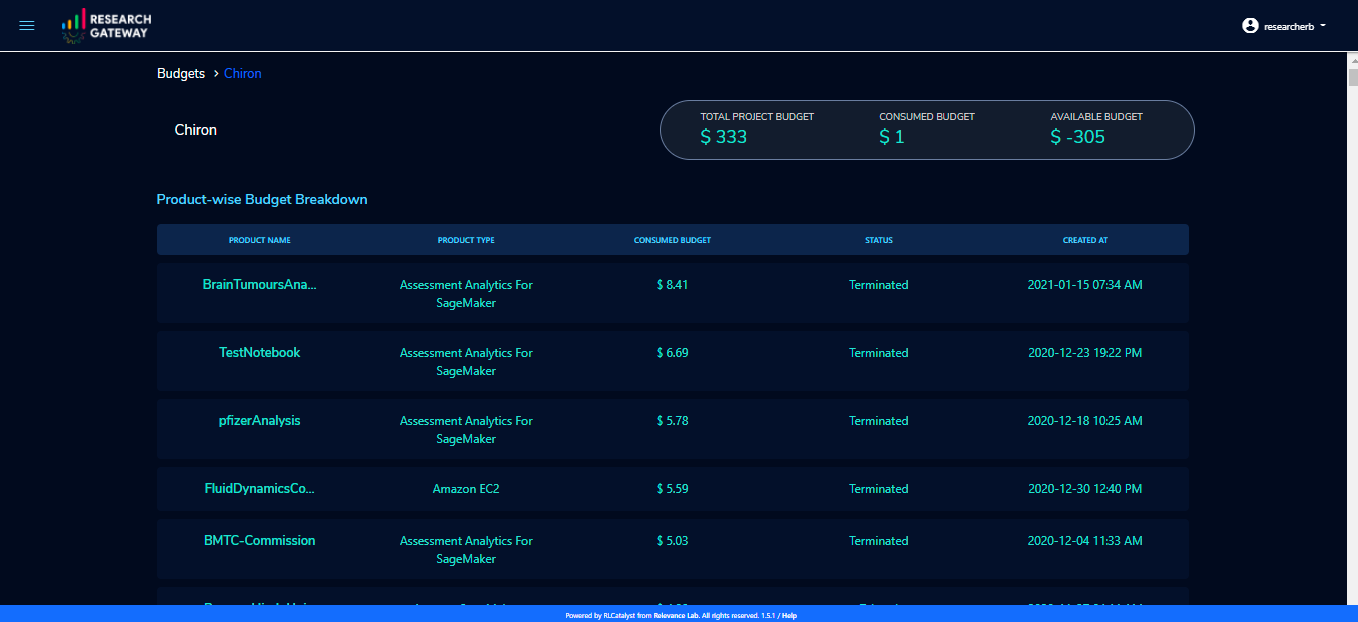 RESEARCH
GATEWAY
researcherb
Budgets > Chiron
Chiron
TOTAL PROJECT BUDGET CONSUMED BUDGET AVAILABLE BUDGET
$ 333 $ 1 $ -305
Product-wise Budget Breakdown
PRODUCT NAME PRODUCT TYPE CONSUMED BUDGET STATUS CREATED AT
BrainTumoursAna... Assessment Analytics For $ 8.41 Terminated 2021-01-15 07:34 AM
SageMaker
TestNotebook Assessment Analytics For $ 6.69 Terminated 2020-12-23 19:22 PM
SageMaker
pfizerAnalysis Assessment Analytics For $ 5.78 Terminated 2020-12-18 10:25 AM
SageMaker
FluidDynamicsCo... Amazon EC2 $ 5.59 Terminated 2020-12-30 12:40 PM
BMTC-Commission Assessment Analytics For $ 5.03 Terminated 2020-12-04 11:33 AM
SageMaker
Powered by RLCatalyst from Relevance Lab. All rights reserved. 1.5.1 / Help